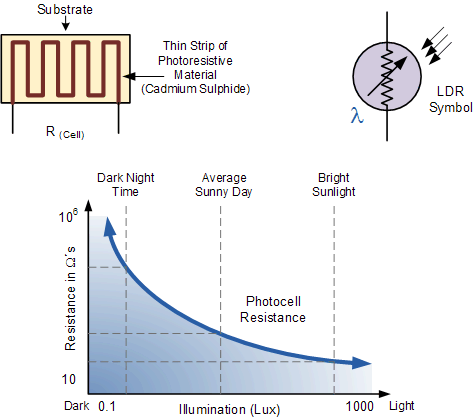 Substrate
Thin Strip of
Photoresistive
Material
(Cadmium Sulphide)
R (Cell)
λ
LDR
Symbol
Dark Night
Time
Average
Sunny Day
Bright
Sunlight
10⁶
Resistance in Ω´s
10
Photocell
Resistance
Dark 0.1
Illumination (Lux)
1000 Light